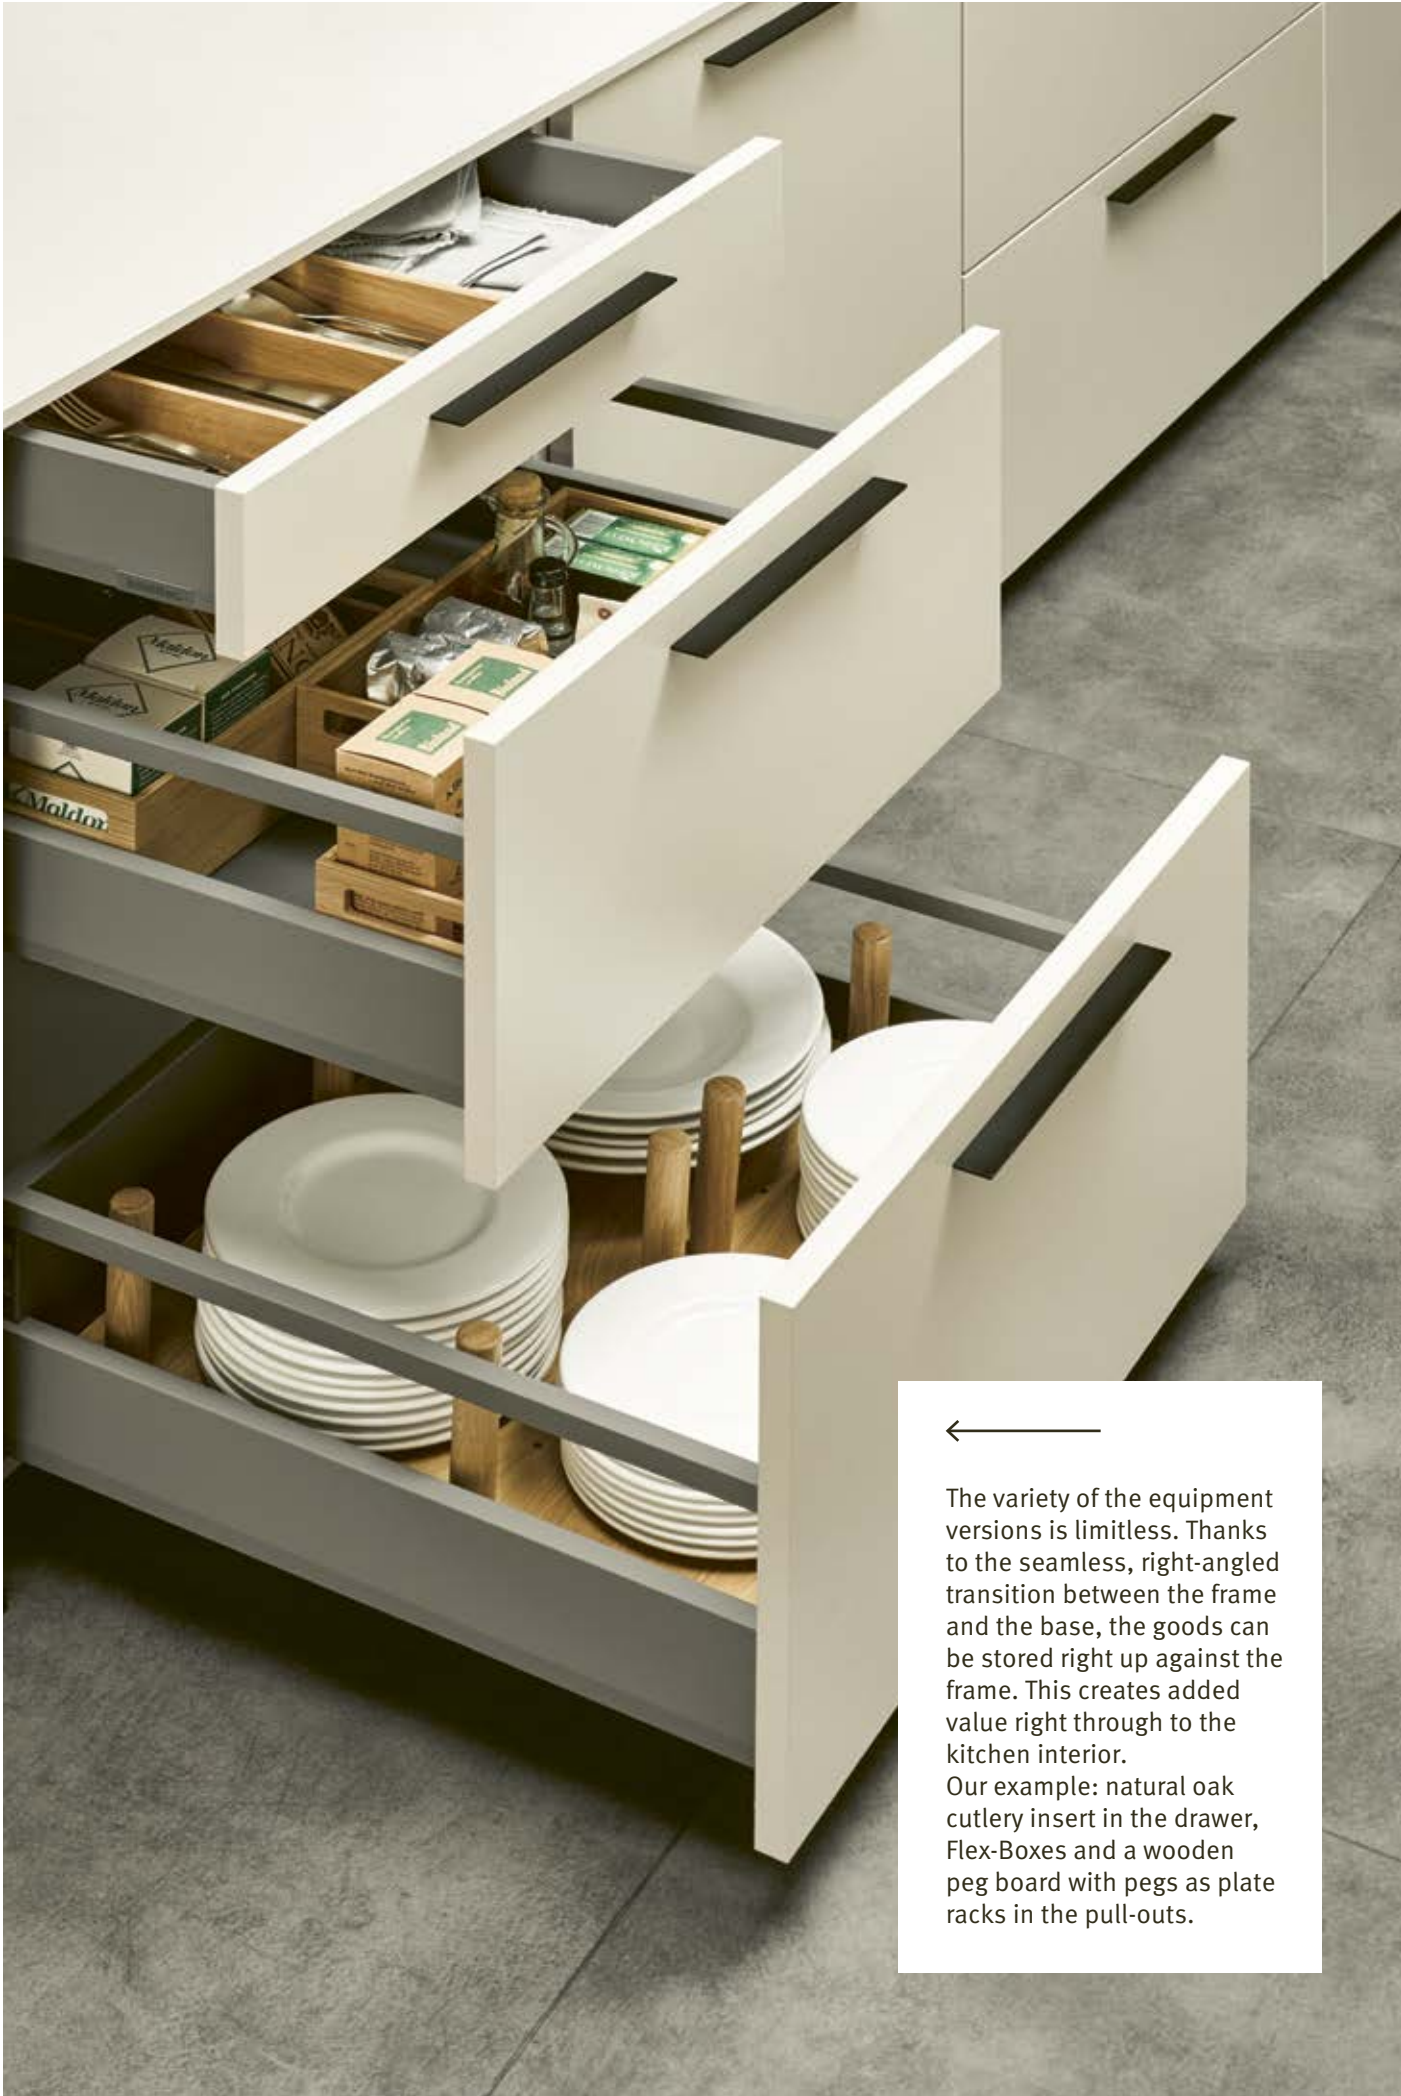 Maldon
Maldon
Maldon
The variety of the equipment
versions is limitless. Thanks
to the seamless, right-angled
transition between the frame
and the base, the goods can
be stored right up against the
frame. This creates added
value right through to the
kitchen interior.
Our example: natural oak
cutlery insert in the drawer,
Flex-Boxes and a wooden
peg board with pegs as plate
racks in the pull-outs.